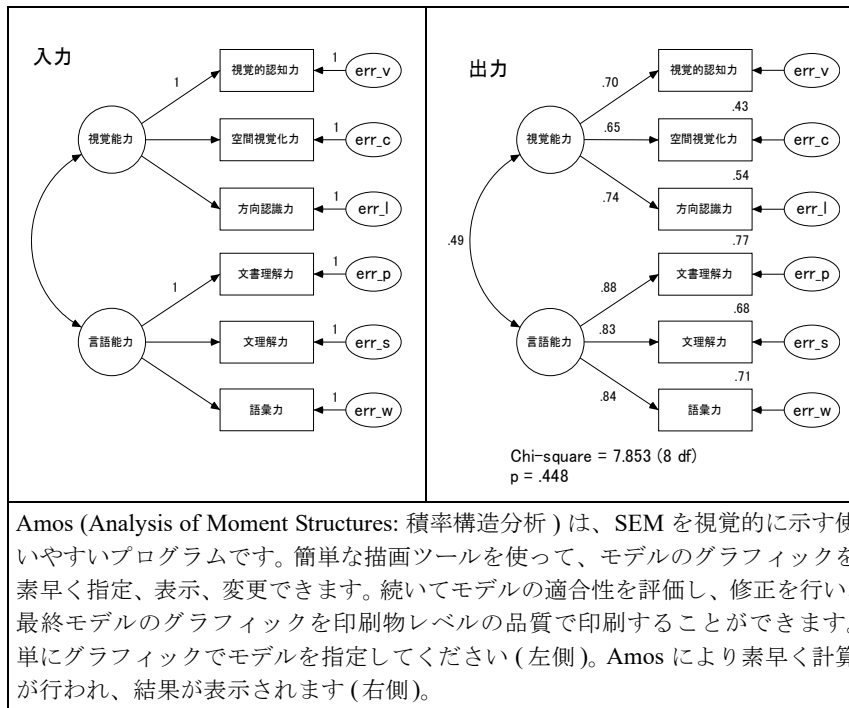 入力
1
視覚的認知力
1
err_v
視覚能力
空間視覚化力
1
err_c
方向認識力
1
err_l
1
文書理解力
1
err_p
言語能力
文理解力
1
err_s
語彙力
1
err_w
出力
.70
視覚的認知力
err_v
.43
視覚能力
.65
空間視覚化力
err_c
.54
.74
方向認識力
err_l
.49
.77
.88
文書理解力
err_p
.68
言語能力
.83
文理解力
err_s
.71
.84
語彙力
err_w
Chi-square = 7.853 (8 df)
p = .448
Amos (Analysis of Moment Structures: 積率構造分析 ) は、SEM を視覚的に示す使
いやすいプログラムです。簡単な描画ツールを使って、モデルのグラフィックを
素早く指定、表示、変更できます。続いてモデルの適合性を評価し、修正を行い、
最終モデルのグラフィックを印刷物レベルの品質で印刷することができます。
単にグラフィックでモデルを指定してください ( 左側 )。Amos により素早く計算
が行われ、結果が表示されます ( 右側 )。